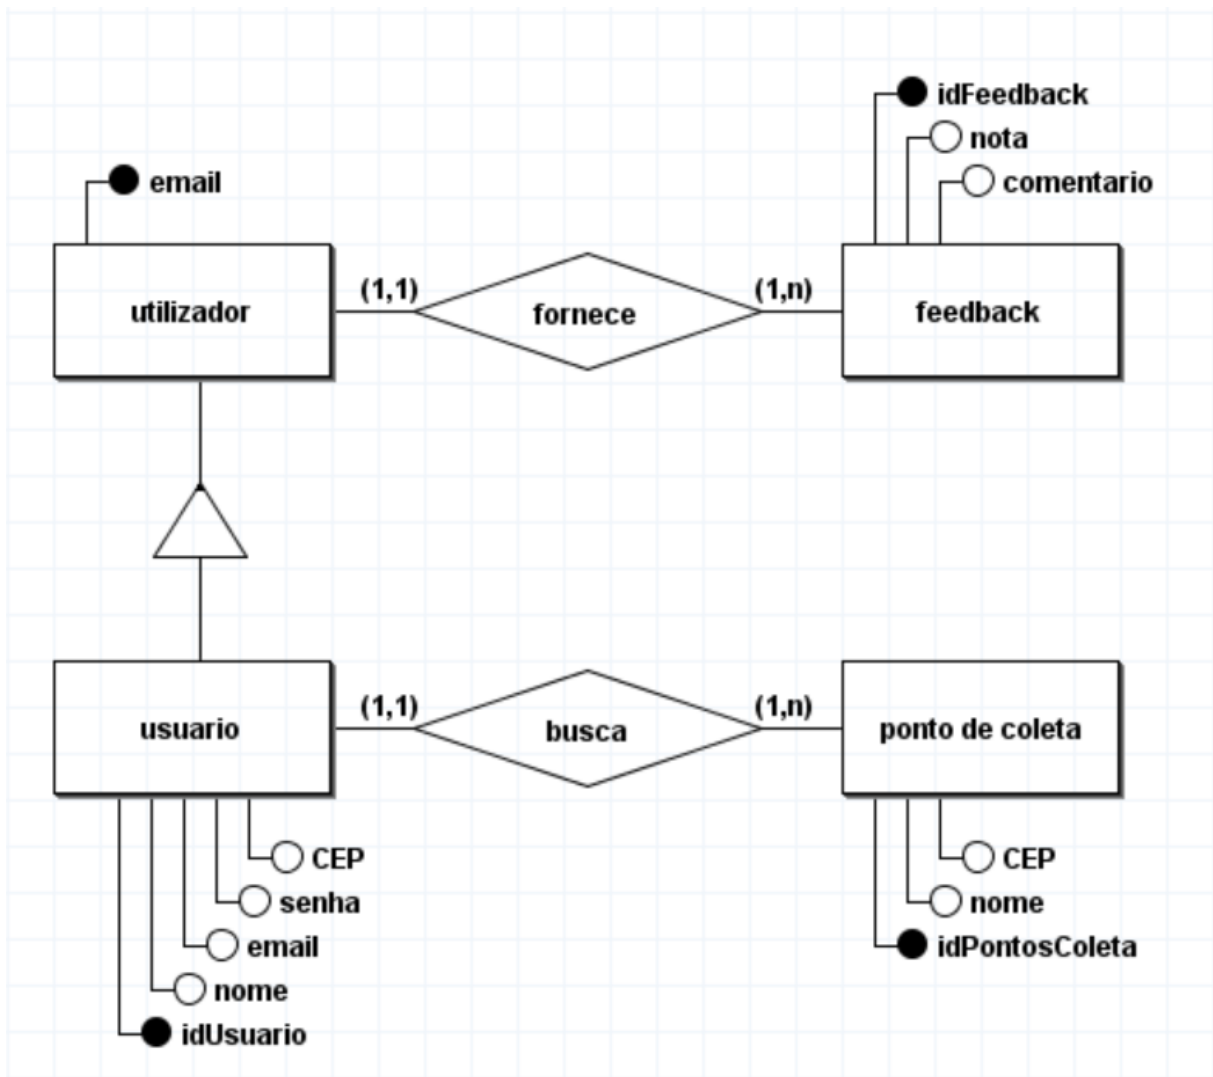 idFeedback
nota
email
comentario
(1,1)
(1,n)
utilizador
fornece
feedback
(1,1)
(1,n)
usuario
busca
ponto de coleta
CEP
CEP
senha
nome
email
idPontosColeta
nome
idUsuario